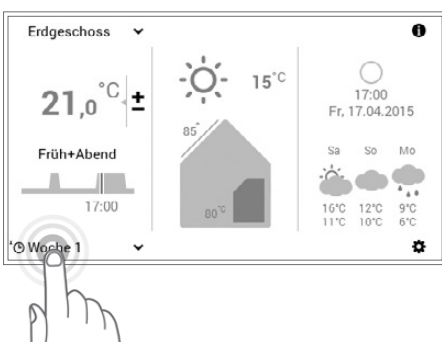 Erdgeschoss
21,0 °C ±
Früh+Abend
17:00
Woche 1
15°C
85°
80°C
17:00
Fr, 17.04.2015
Sa So Mo
16°C 12°C 9°C
11°C 10°C 6°C